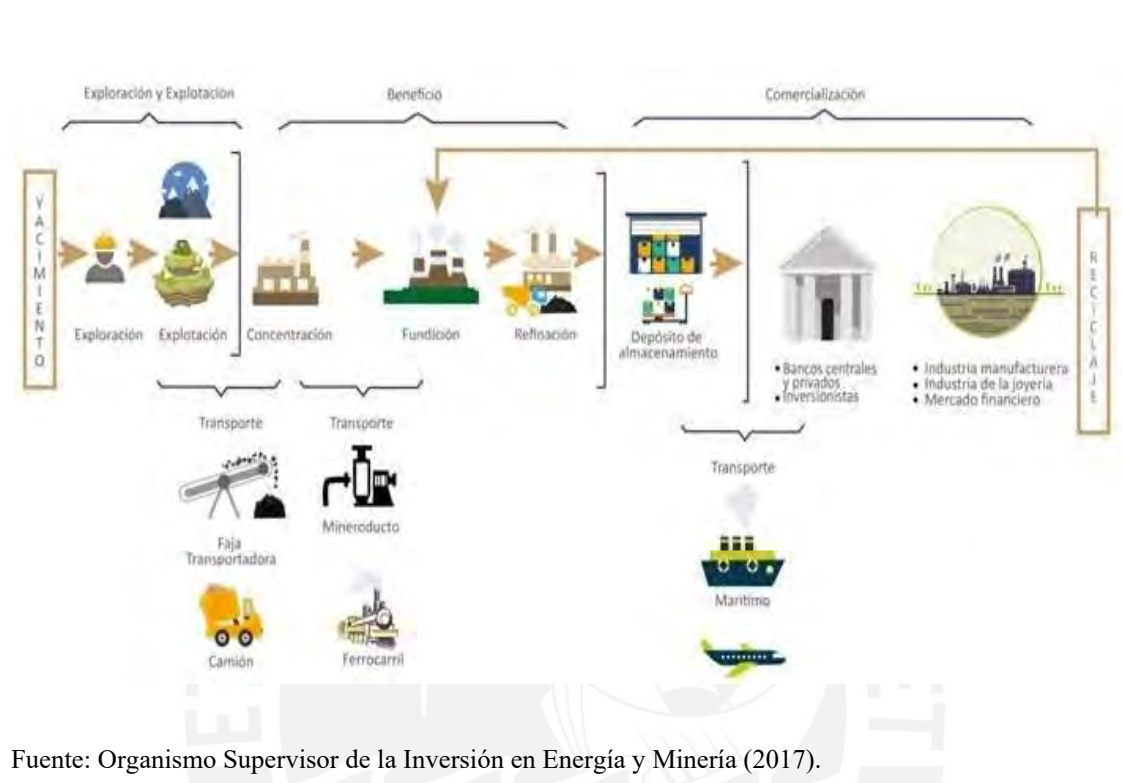 Exploración y Explotación
Beneficio
Comercialización
YACIMIENTO
Exploración
Explotación
Concentración
Fundición
Refinación
Depósito de
almacenamiento
• Bancos centrales
y privados
• Inversionistas
• Industria manufacturera
• Industria de la joyería
• Mercado financiero
RECICLAJE
Transporte
Transporte
Transporte
Faja
Transportadora
Mineroducto
Camión
Ferrocarril
Marítimo
Fuente: Organismo Supervisor de la Inversión en Energía y Minería (2017).